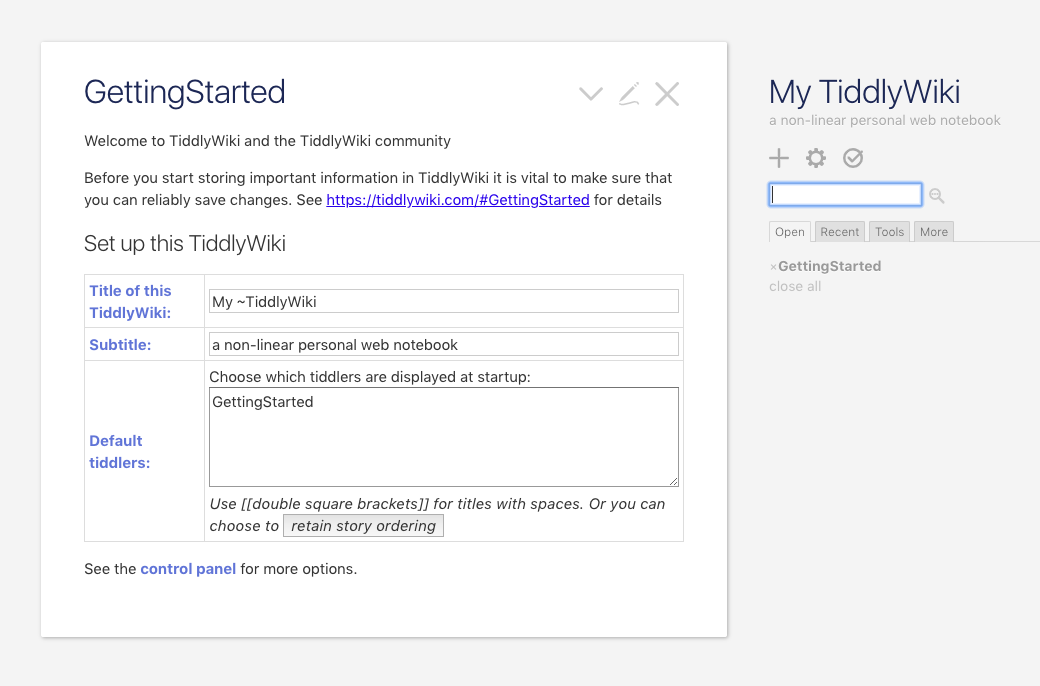 GettingStarted
Welcome to TiddlyWiki and the TiddlyWiki community
Before you start storing important information in TiddlyWiki it is vital to make sure that
you can reliably save changes. See https://tiddlywiki.com/#GettingStarted for details
Set up this TiddlyWiki
Title of this
TiddlyWiki:
My ~TiddlyWiki
Subtitle:
a non-linear personal web notebook
Default
tiddlers:
Choose which tiddlers are displayed at startup:
GettingStarted
Use [[double square brackets]] for titles with spaces. Or you can
choose to retain story ordering
See the control panel for more options.
My TiddlyWiki
a non-linear personal web notebook
Open Recent Tools More
×GettingStarted
close all